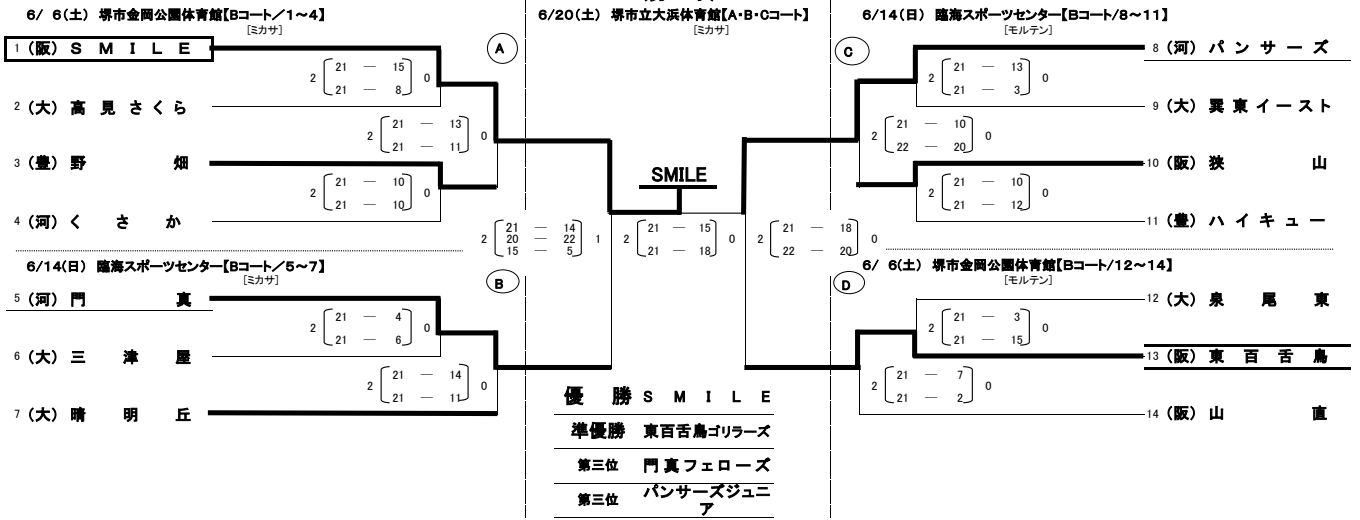 6/ 6(土) 堺市金岡公園体育館【Bコート／1～4】
[ミカサ]
1 (阪) S M I L E
2 [ 21 ― 15 ] 0
21 ― 8
2 (大) 高見さくら
A
2 [ 21 ― 13 ] 0
21 ― 11
3 (豊) 野 畑
2 [ 21 ― 10 ] 0
21 ― 10
4 (河) く さ か
6/14(日) 臨海スポーツセンター【Bコート／5～7】
[ミカサ]
5 (河) 門 真
2 [ 21 ― 4 ] 0
21 ― 6
6 (大) 三 津 屋
B
2 [ 21 ― 14 ] 0
21 ― 11
7 (大) 晴 明 丘
6/20(土) 堺市立大浜体育館【A・B・Cコート】
[ミカサ]
SMILE
2 [ 21 ― 14 ] 1
20 ― 22
15 ― 5
2 [ 21 ― 15 ] 0
21 ― 18
2 [ 21 ― 18 ] 0
22 ― 20
優 勝 S M I L E
準優勝 東百舌鳥ゴリラーズ
第三位 門真フェローズ
第三位 パンサーズジュニ
ア
6/14(日) 臨海スポーツセンター【Bコート/8～11】
[モルテン]
C
8 (河) パンサーズ
2 [ 21 ― 13 ] 0
21 ― 3
9 (大) 巽東イースト
2 [ 21 ― 10 ] 0
22 ― 20
10 (阪) 狭 山
2 [ 21 ― 10 ] 0
21 ― 12
11 (豊) ハイキュー
6/ 6(土) 堺市金岡公園体育館【Bコート/12～14】
[モルテン]
D
12 (大) 泉 尾 東
2 [ 21 ― 3 ] 0
21 ― 15
13 (阪) 東 百 舌 鳥
2 [ 21 ― 7 ] 0
21 ― 2
14 (阪) 山 直